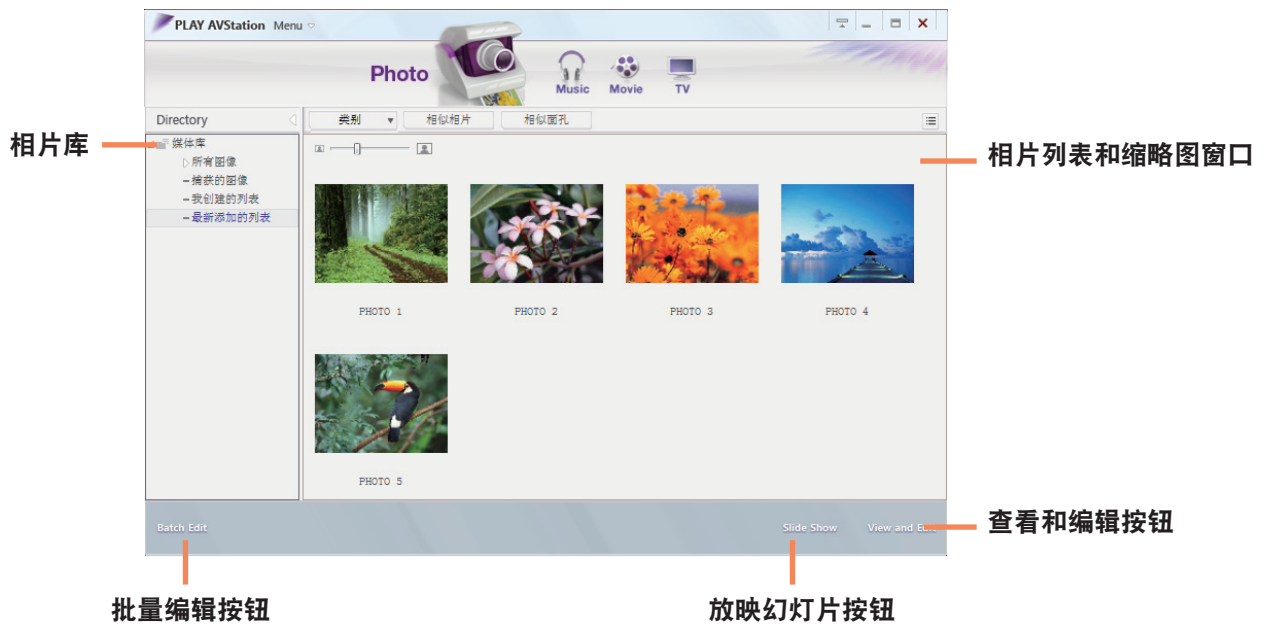 PLAY AVStation Menu
Photo
Music Movie TV
Directory
类别 相似相片 相似面孔
相片库
媒体库
所有图像
捕获的图像
我创建的列表
最新添加的列表
相片列表和缩略图窗口
PHOTO 1 PHOTO 2 PHOTO 3 PHOTO 4
PHOTO 5
Batch Edit Slide Show View and Edit
查看和编辑按钮
批量编辑按钮 放映幻灯片按钮